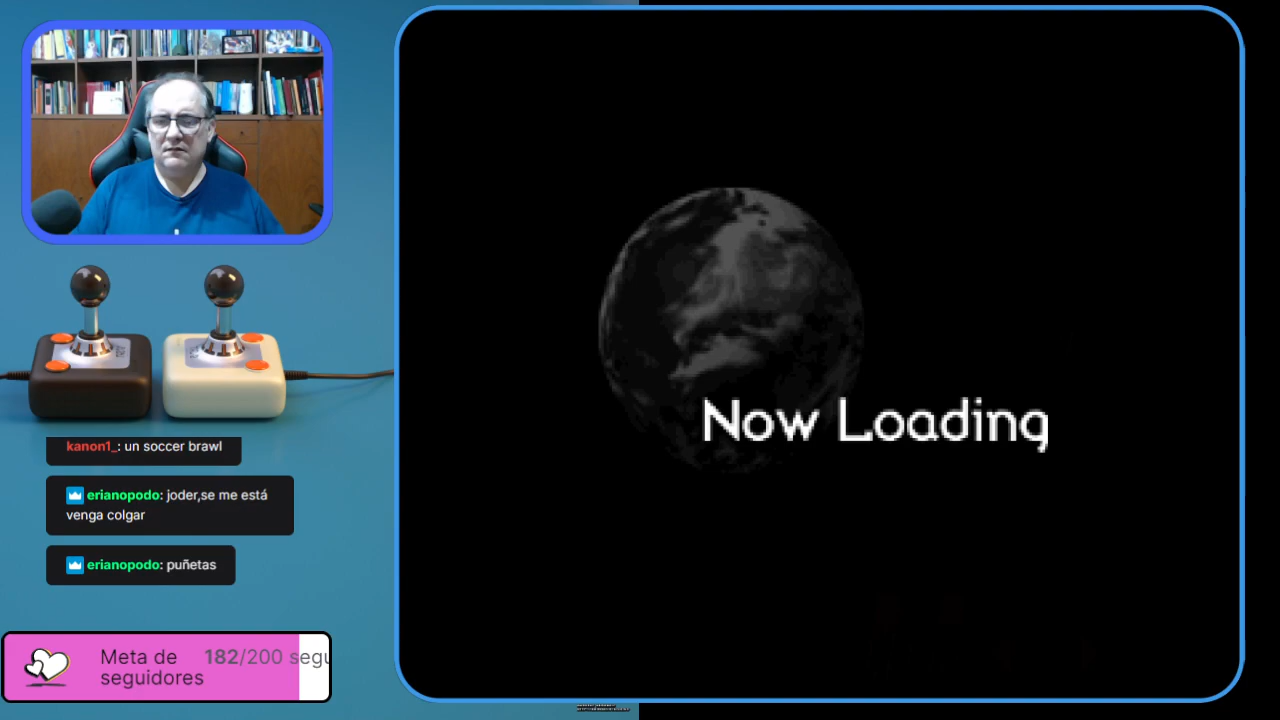 Now Loading
kanon1_: un soccer brawl
erianopodo: joder,se me está
venga colgar
erianopodo: puñetas
Meta de
seguidores
182/200 segu